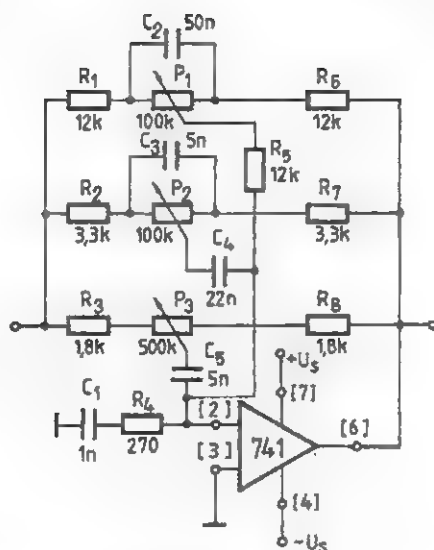 C2 50n
R1 P1 R6
12k 100k 12k
C3 5n R5
12k
R2 P2 R7
3,3k 100k 3,3k
C4
22n
R3 P3 R8
1,8k 500k 1,8k
C5
5n
+Us
C1 R4 [7]
1n 270 [2] 741 [6]
[3]
[4]
-Us